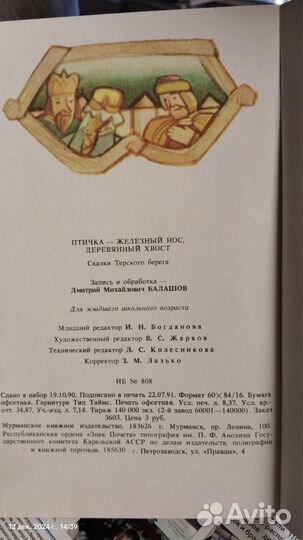 ПТИЧКА — ЖЕЛЕЗНЫЙ НОС,
ДЕРЕВЯННЫЙ ХВОСТ
Сказки Терского берега
Запись и обработка —
Дмитрий Михайлович БАЛАШОВ
Для младшего школьного возраста
Младший редактор И. Н. Богданова
Художественный редактор В. С. Жарков
Технический редактор Л. С. Колесникова
Корректор З. М. Лазько
ИБ № 808
Сдано в набор 19.10.90. Подписано в печать 22.07.91. Формат 60×84/16. Бумага
офсетная. Гарнитура Тип Таймс. Печать офсетная. Усл. печ. л. 8,37. Усл. кр.-
отт. 34,87. Уч.-изд. л. 7,14. Тираж 140 000 экз. (2-й завод 60001—140000). Заказ
3603. Цена 3 руб.
Мурманское книжное издательство. 183626 г. Мурманск, пр. Ленина, 100.
Республиканская ордена «Знак Почета» типография им. П. Ф. Анохина Госу-
дарственного комитета Карельской АССР по делам издательств, полиграфии
и книжной торговли. 185630 г. Петрозаводск, ул. «Правды», 4
12 дек. 2024 г., 14:39
Avito